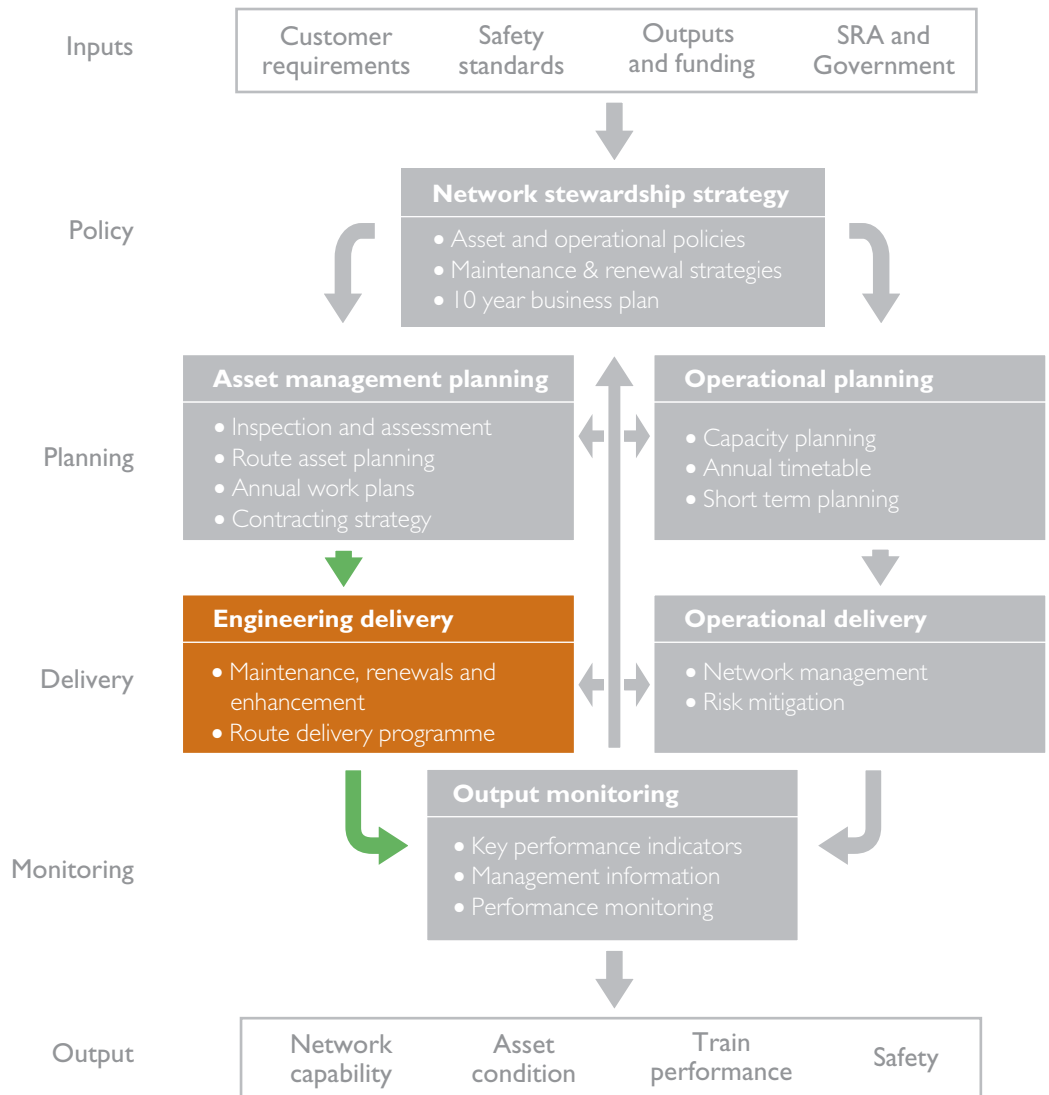 Inputs
Customer
requirements
Safety
standards
Outputs
and funding
SRA and
Government
Policy
Network stewardship strategy
• Asset and operational policies
• Maintenance & renewal strategies
• 10 year business plan
Planning
Asset management planning
• Inspection and assessment
• Route asset planning
• Annual work plans
• Contracting strategy
Operational planning
• Capacity planning
• Annual timetable
• Short term planning
Delivery
Engineering delivery
• Maintenance, renewals and
enhancement
• Route delivery programme
Operational delivery
• Network management
• Risk mitigation
Monitoring
Output monitoring
• Key performance indicators
• Management information
• Performance monitoring
Output
Network
capability
Asset
condition
Train
performance
Safety